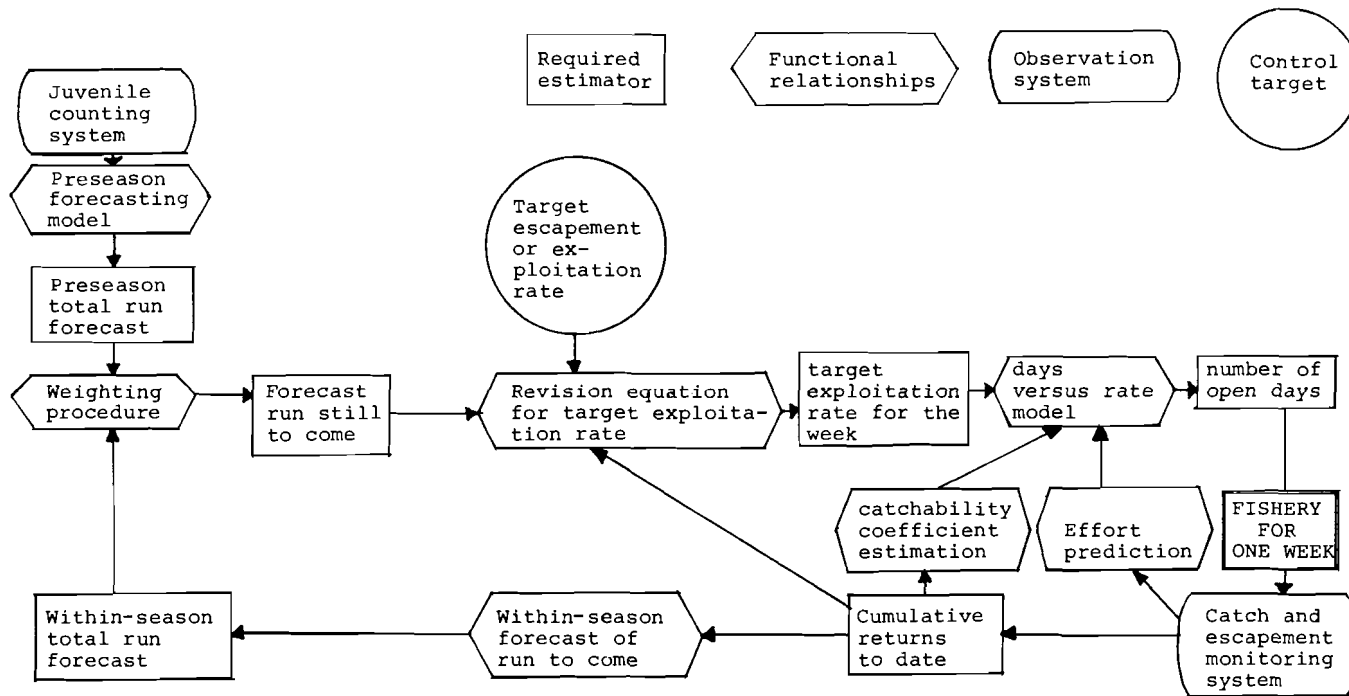 Required
estimator
Functional
relationships
Observation
system
Control
target
Juvenile
counting
system
Preseason
forecasting
model
Preseason
total run
forecast
Weighting
procedure
Forecast
run still
to come
Target
escapement
or ex-
ploitation
rate
Revision equation
for target exploita-
tion rate
target
exploitation
rate for the
week
days
versus rate
model
number of
open days
catchability
coefficient
estimation
Effort
prediction
FISHERY
FOR
ONE WEEK
Within-season
total run
forecast
Within-season
forecast of
run to come
Cumulative
returns
to date
Catch and
escapement
monitoring
system